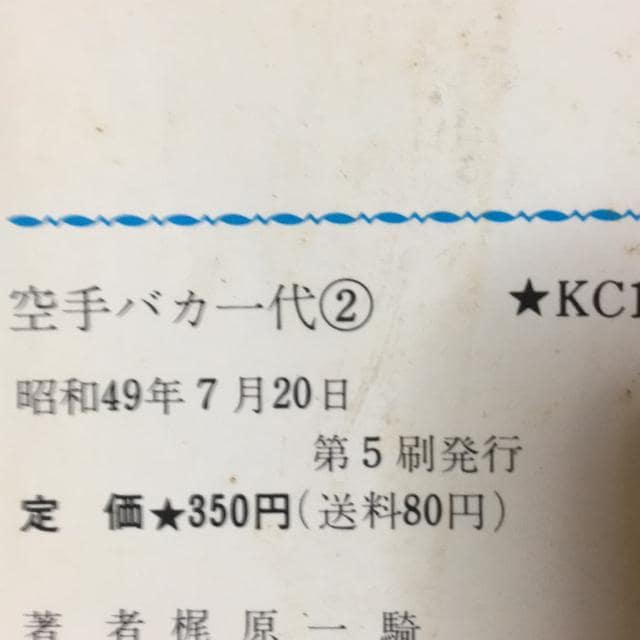 空手バカ一代② ★KC1
昭和49年7月20日
第5刷発行
定 価★350円(送料80円)
著者梶原一騎